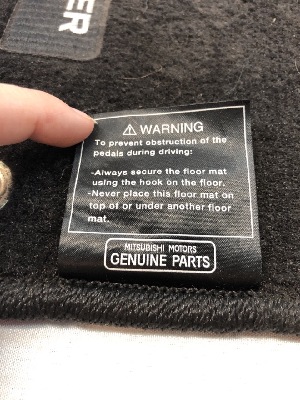 ER
⚠ WARNING
To prevent obstruction of the
pedals during driving:
-Always secure the floor mat
using the hook on the floor.
-Never place this floor mat on
top of or under another floor
mat.
MITSUBISHI MOTORS
GENUINE PARTS